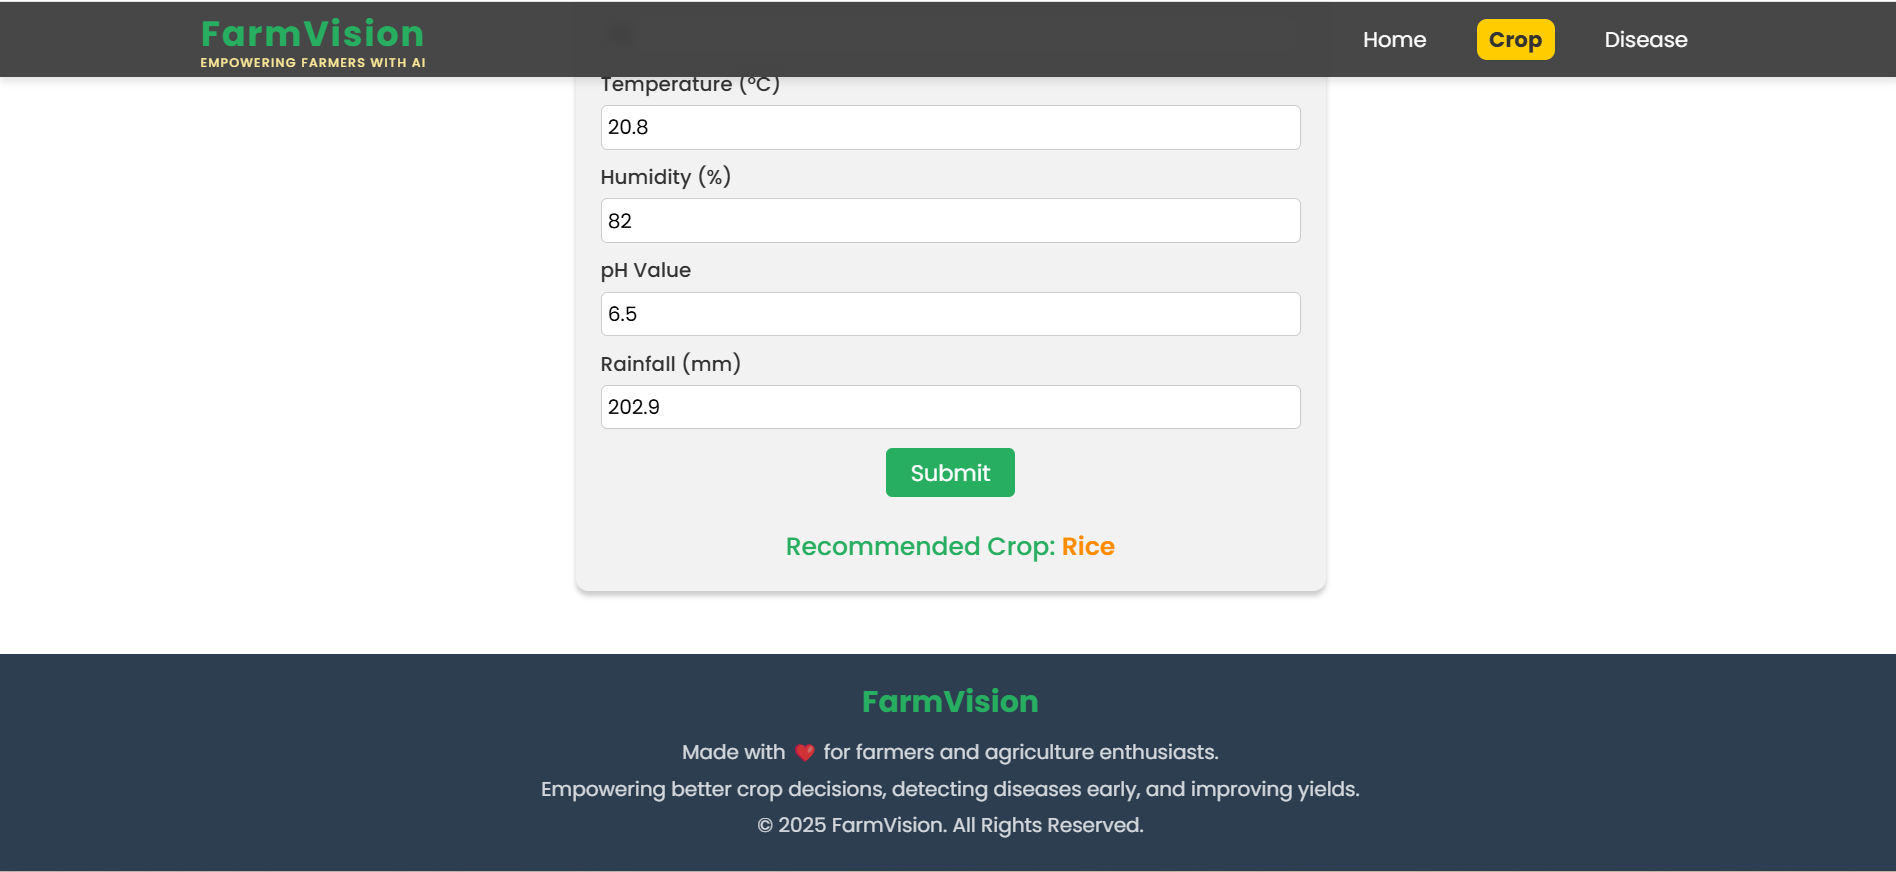 FarmVision
EMPOWERING FARMERS WITH AI
Home
Crop
Disease
Temperature (°C)
20.8
Humidity (%)
82
pH Value
6.5
Rainfall (mm)
202.9
Submit
Recommended Crop: Rice
FarmVision
Made with ❤️ for farmers and agriculture enthusiasts.
Empowering better crop decisions, detecting diseases early, and improving yields.
© 2025 FarmVision. All Rights Reserved.